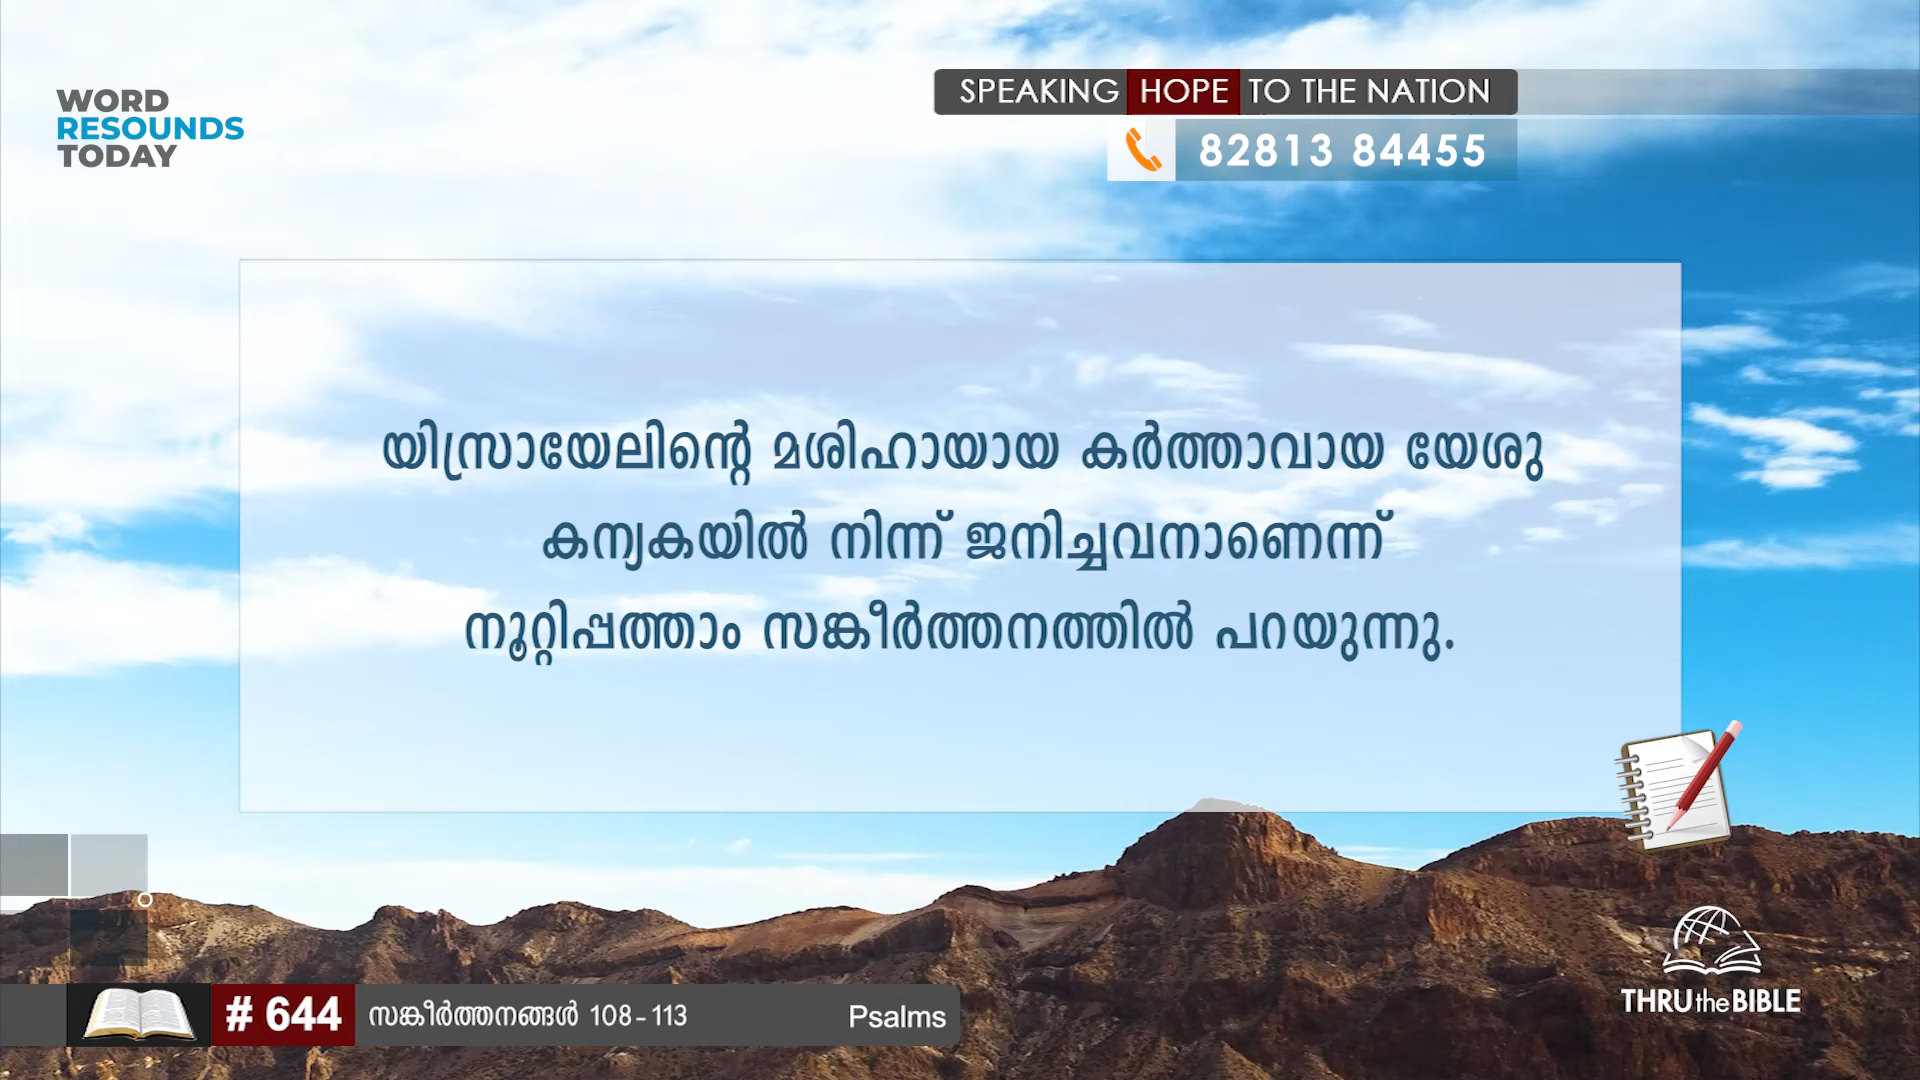 WORD
RESOUNDS
TODAY
SPEAKING HOPE TO THE NATION
82813 84455
യിസ്രായേലിന്റെ മശിഹായായ കർത്താവായ യേശു
കന്യകയിൽ നിന്ന് ജനിച്ചവനാണെന്ന്
നൂറ്റിപ്പത്താം സങ്കീർത്തനത്തിൽ പറയുന്നു.
# 644 സങ്കീർത്തനങ്ങൾ 108-113 Psalms
THRU the BIBLE